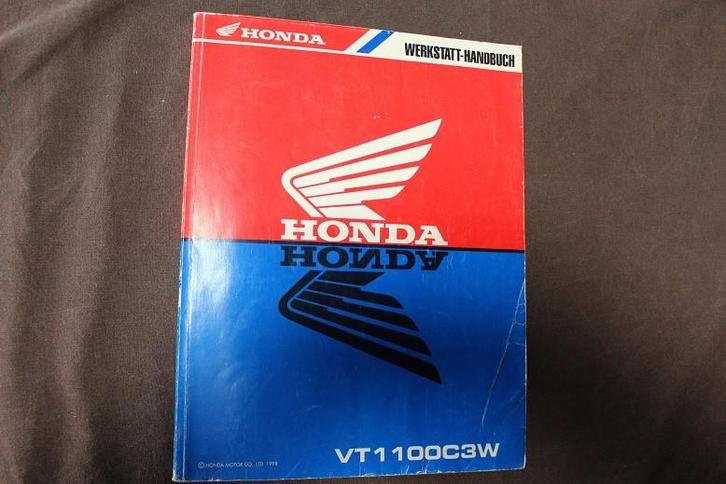 HONDA
WERKSTATT-HANDBUCH
HONDA
HONDA
VT1100C3W
© HONDA MOTOR CO., LTD. 1998